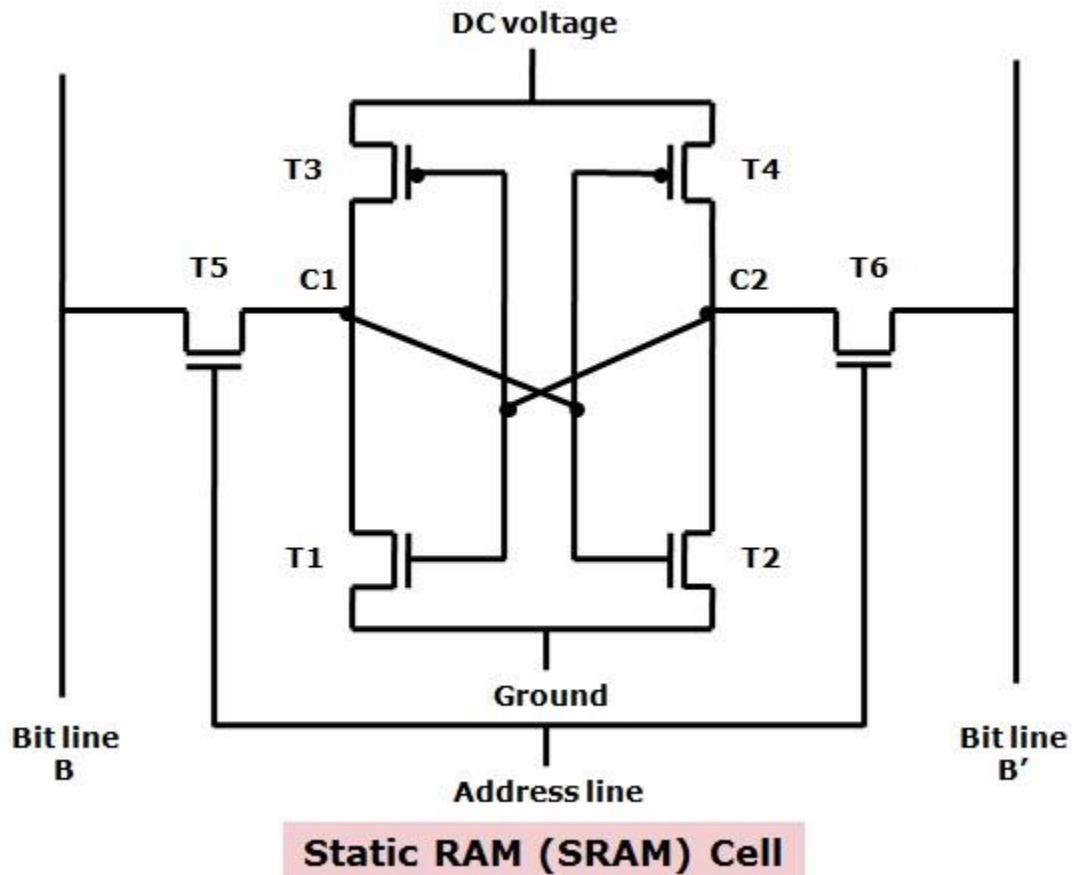 DC voltage
T3
T4
T5
C1
C2
T6
T1
T2
Ground
Bit line
B
Bit line
B’
Address line
Static RAM (SRAM) Cell